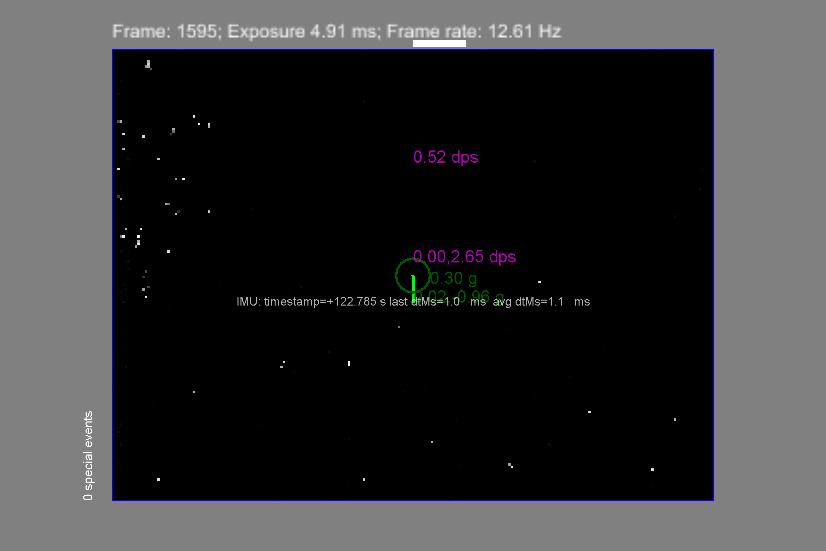 Frame: 1595; Exposure 4.91 ms; Frame rate: 12.61 Hz
0.52 dps
0.00,2.65 dps
0.30 g
IMU: timestamp=+122.785 s last dtMs=1.0 ms avg dtMs=1.1 ms
0 special events